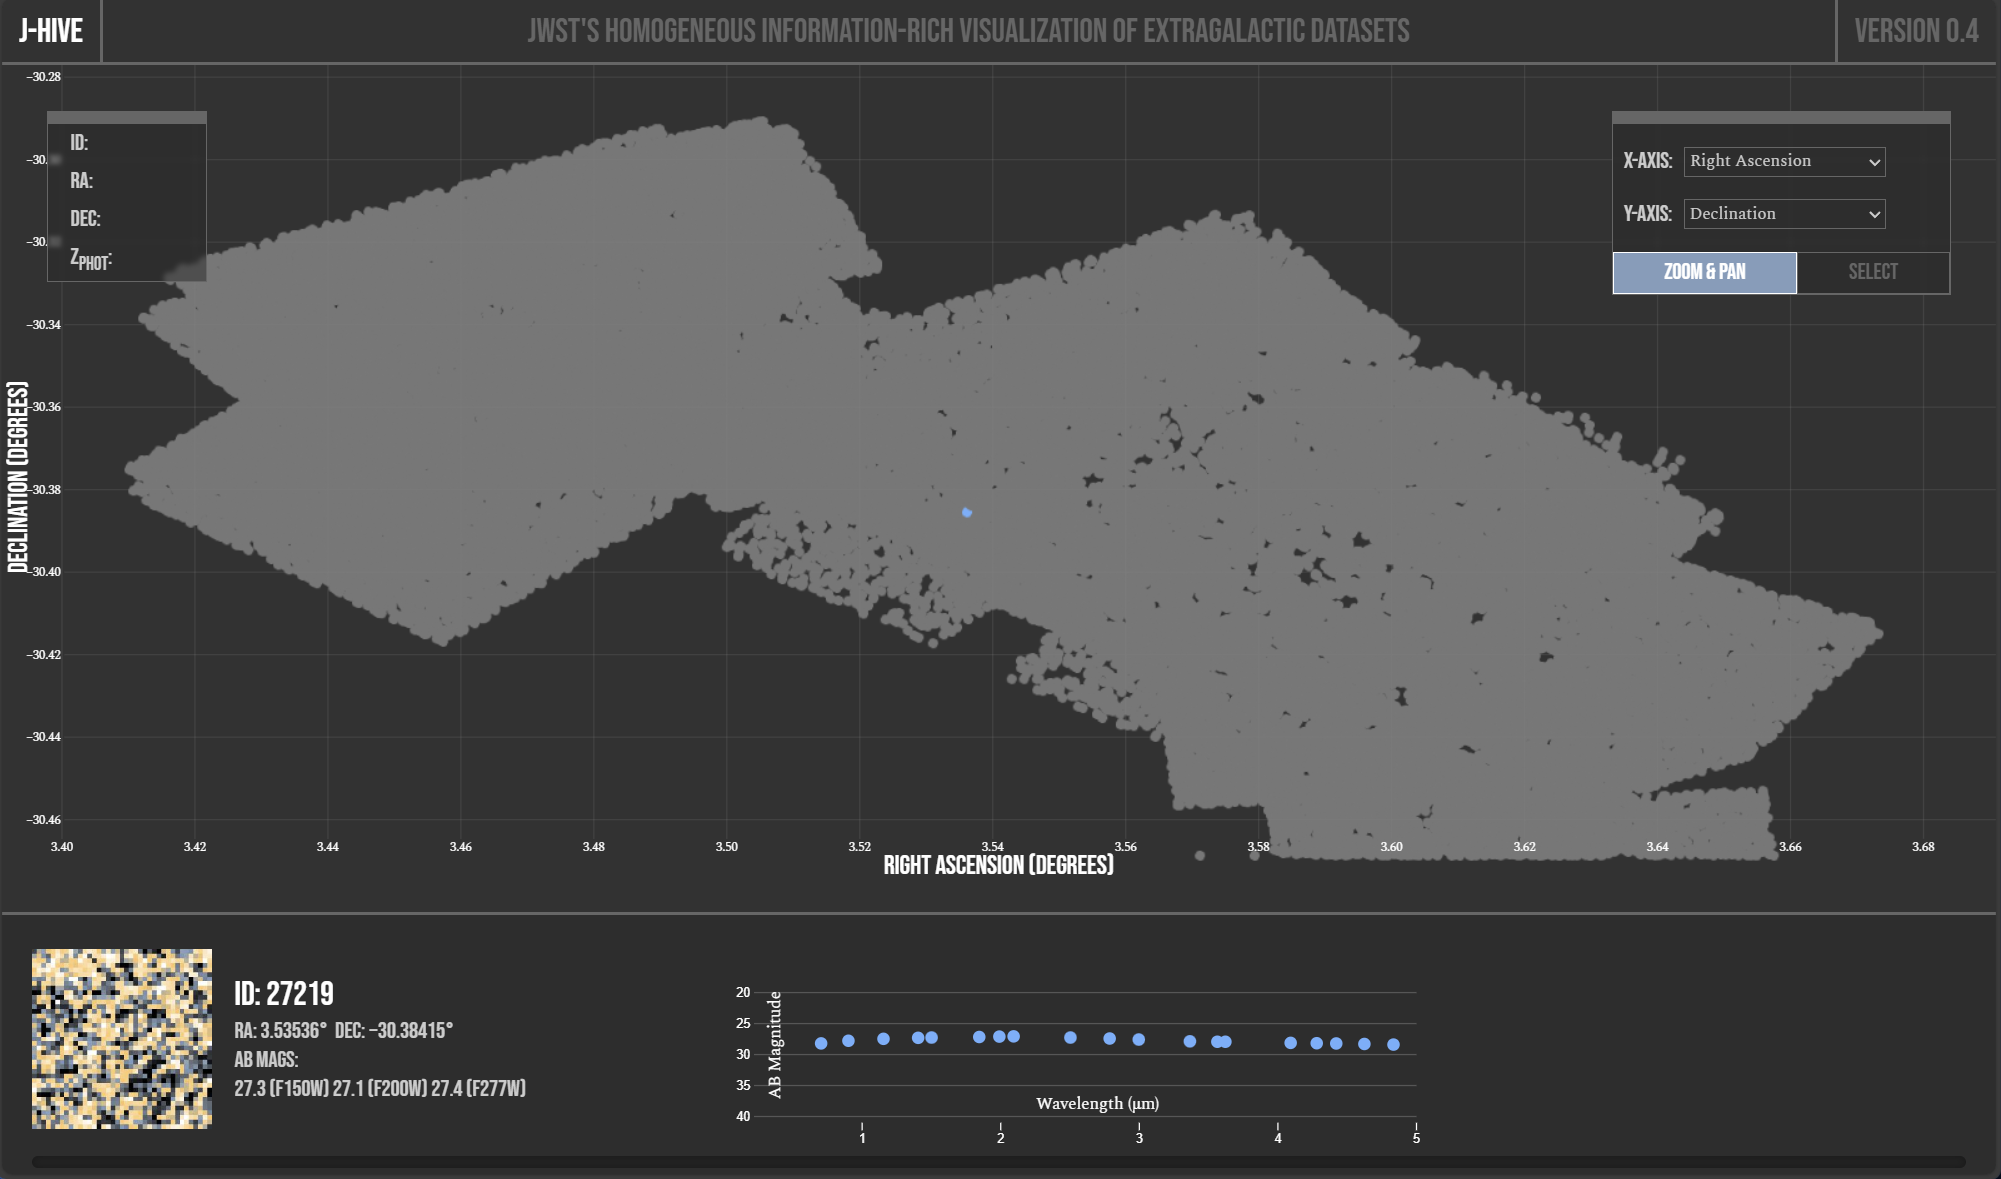 J-HIVE
JWST'S HOMOGENEOUS INFORMATION-RICH VISUALIZATION OF EXTRAGALACTIC DATASETS
VERSION 0.4
–30.28
–30.
–30.
–30.34
–30.36
–30.38
–30.40
–30.42
–30.44
–30.46
DECLINATION (DEGREES)
ID:
RA:
DEC:
ZPHOT:
X-AXIS: Right Ascension
Y-AXIS: Declination
ZOOM & PAN SELECT
3.40 3.42 3.44 3.46 3.48 3.50 3.52 3.54 3.56 3.58 3.60 3.62 3.64 3.66 3.68
RIGHT ASCENSION (DEGREES)
ID: 27219
RA: 3.53536° DEC: –30.38415°
AB MAGS:
27.3 (F150W) 27.1 (F200W) 27.4 (F277W)
20
25
30
35
40
AB Magnitude
Wavelength (μm)
1 2 3 4 5